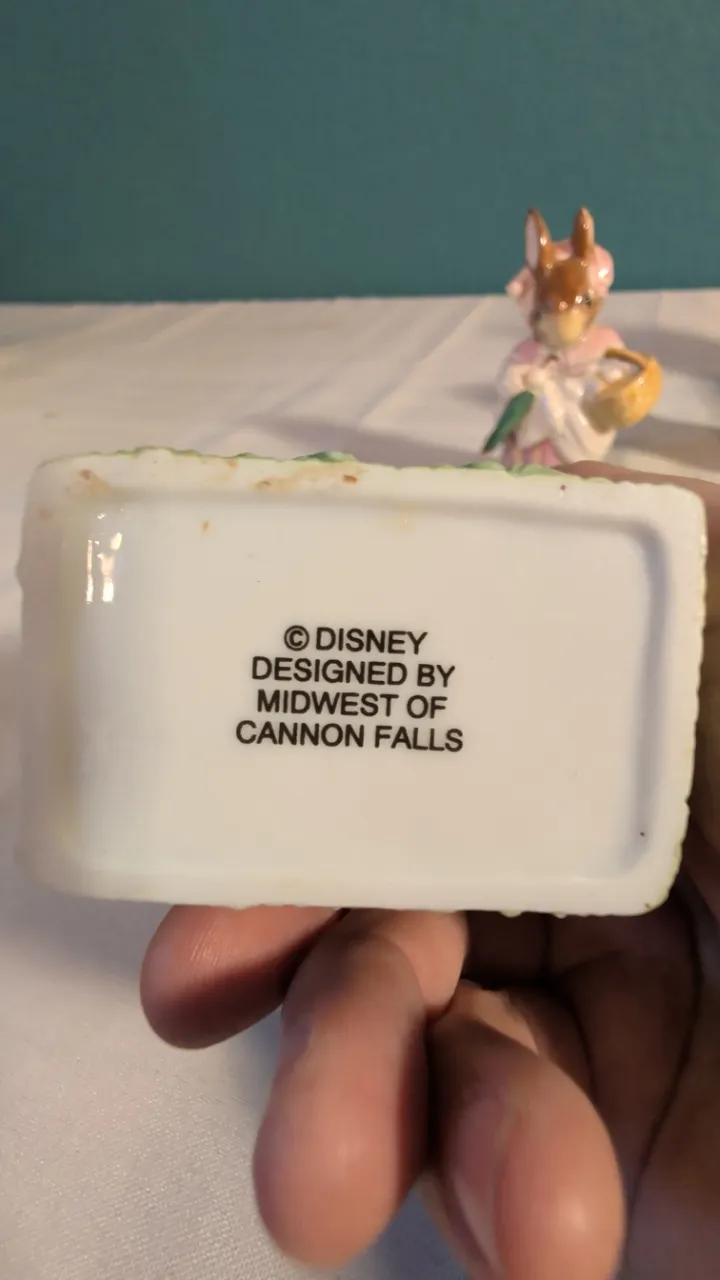 © DISNEY
DESIGNED BY
MIDWEST OF
CANNON FALLS